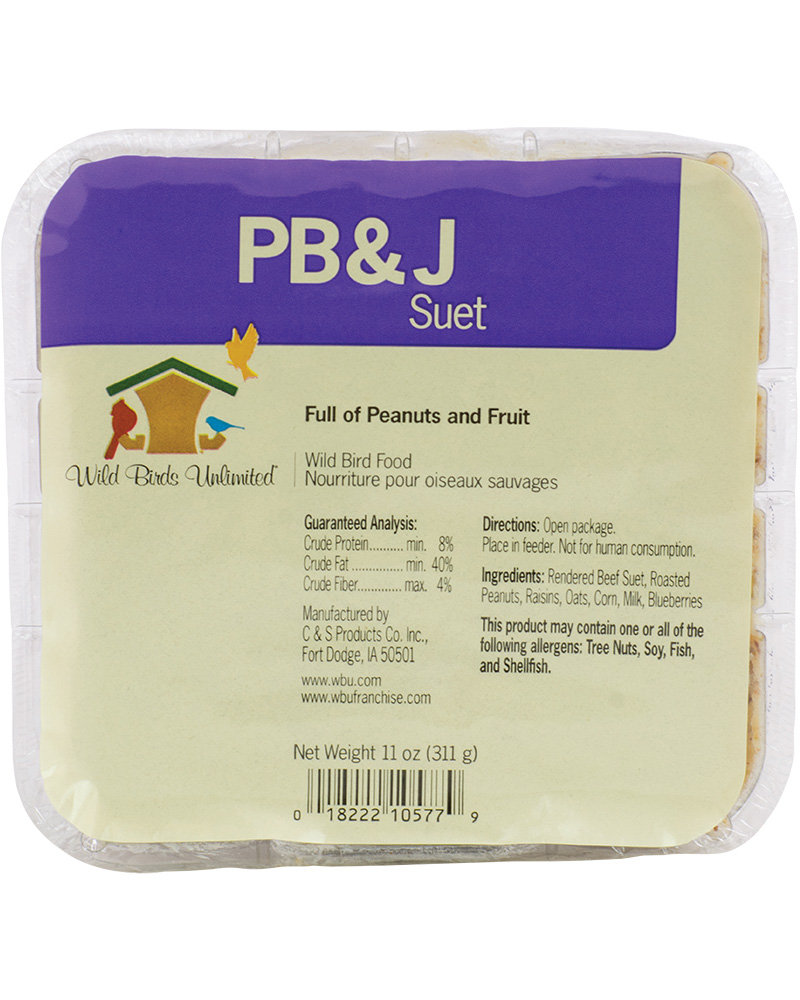 PB&J
Suet
Wild Birds Unlimited®
Full of Peanuts and Fruit
Wild Bird Food
Nourriture pour oiseaux sauvages
Guaranteed Analysis:
Crude Protein.......... min. 8%
Crude Fat .............. min. 40%
Crude Fiber............ max. 4%
Manufactured by
C & S Products Co. Inc.,
Fort Dodge, IA 50501
www.wbu.com
www.wbufranchise.com
Directions: Open package.
Place in feeder. Not for human consumption.
Ingredients: Rendered Beef Suet, Roasted
Peanuts, Raisins, Oats, Corn, Milk, Blueberries
This product may contain one or all of the
following allergens: Tree Nuts, Soy, Fish,
and Shellfish.
Net Weight 11 oz (311 g)
0 18222 10577 9